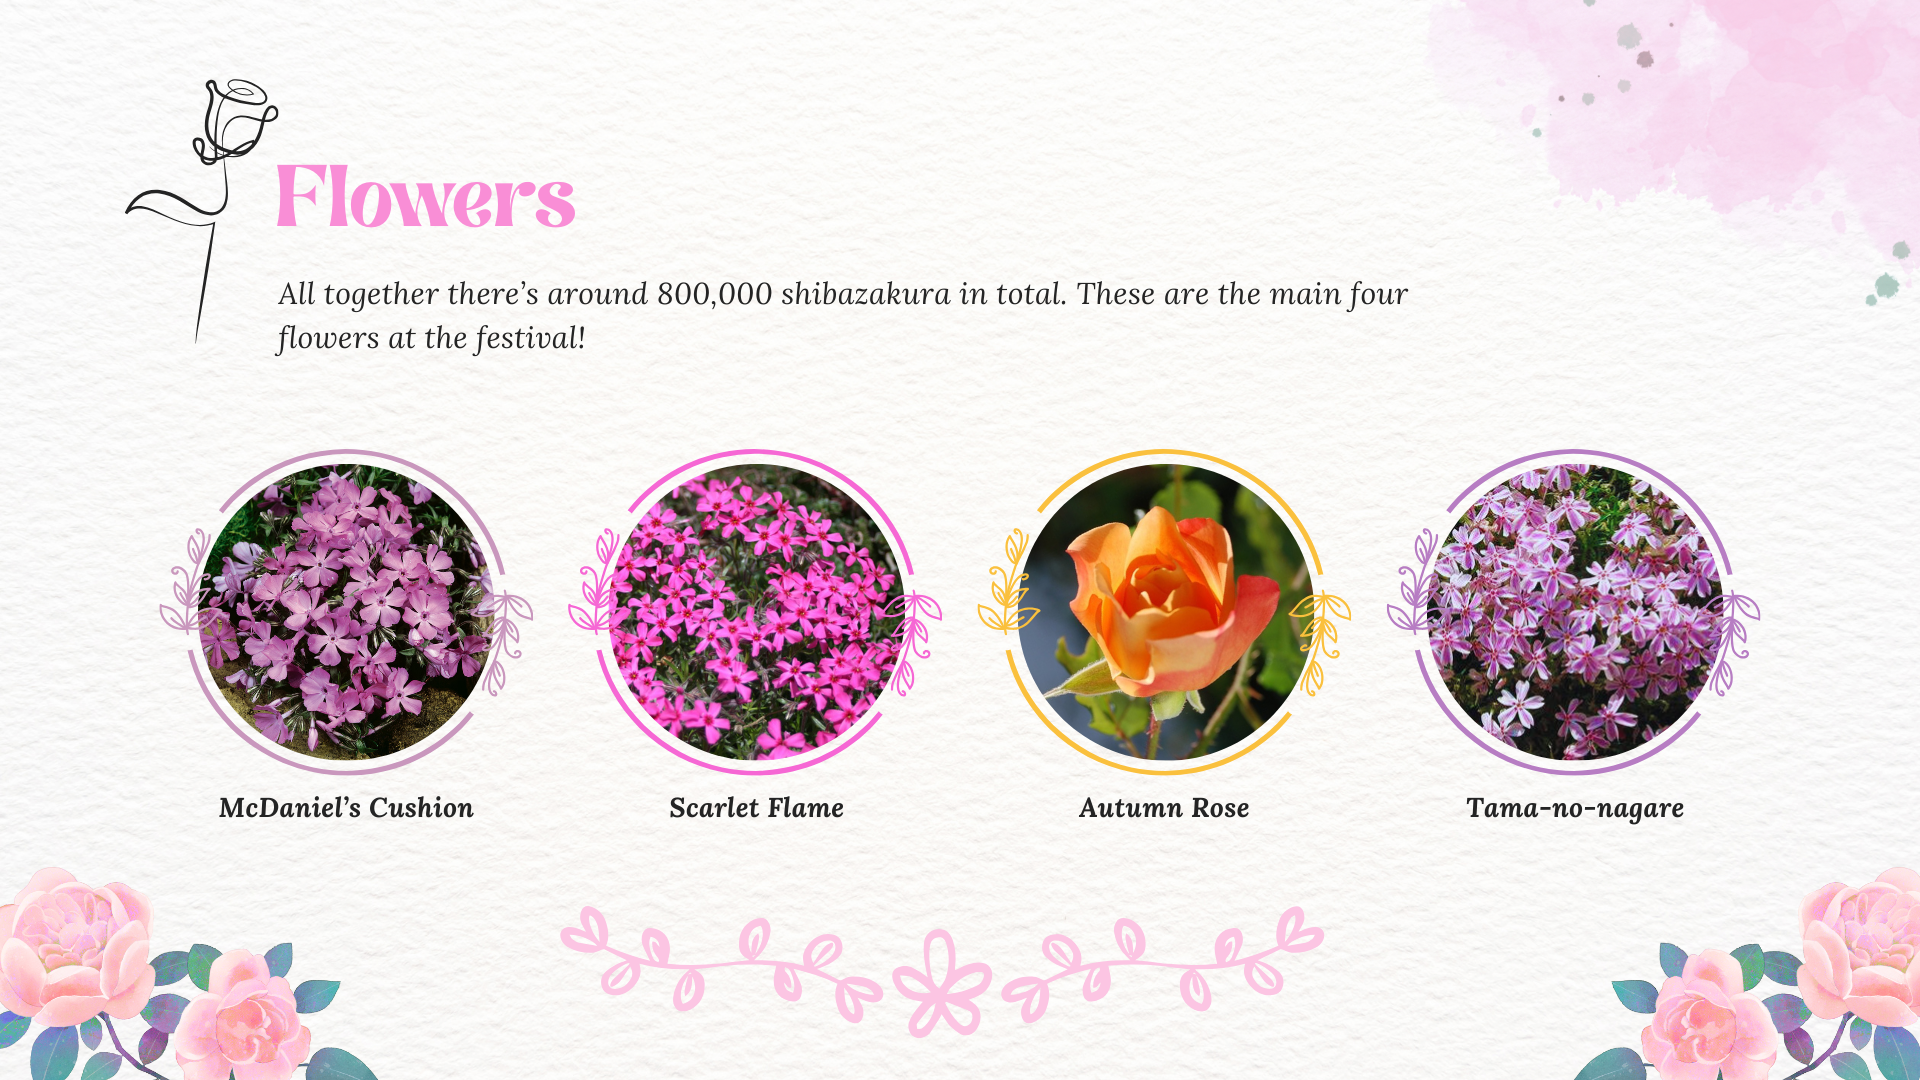 Flowers
All together there’s around 800,000 shibazakura in total. These are the main four
flowers at the festival!
McDaniel’s Cushion
Scarlet Flame
Autumn Rose
Tama-no-nagare